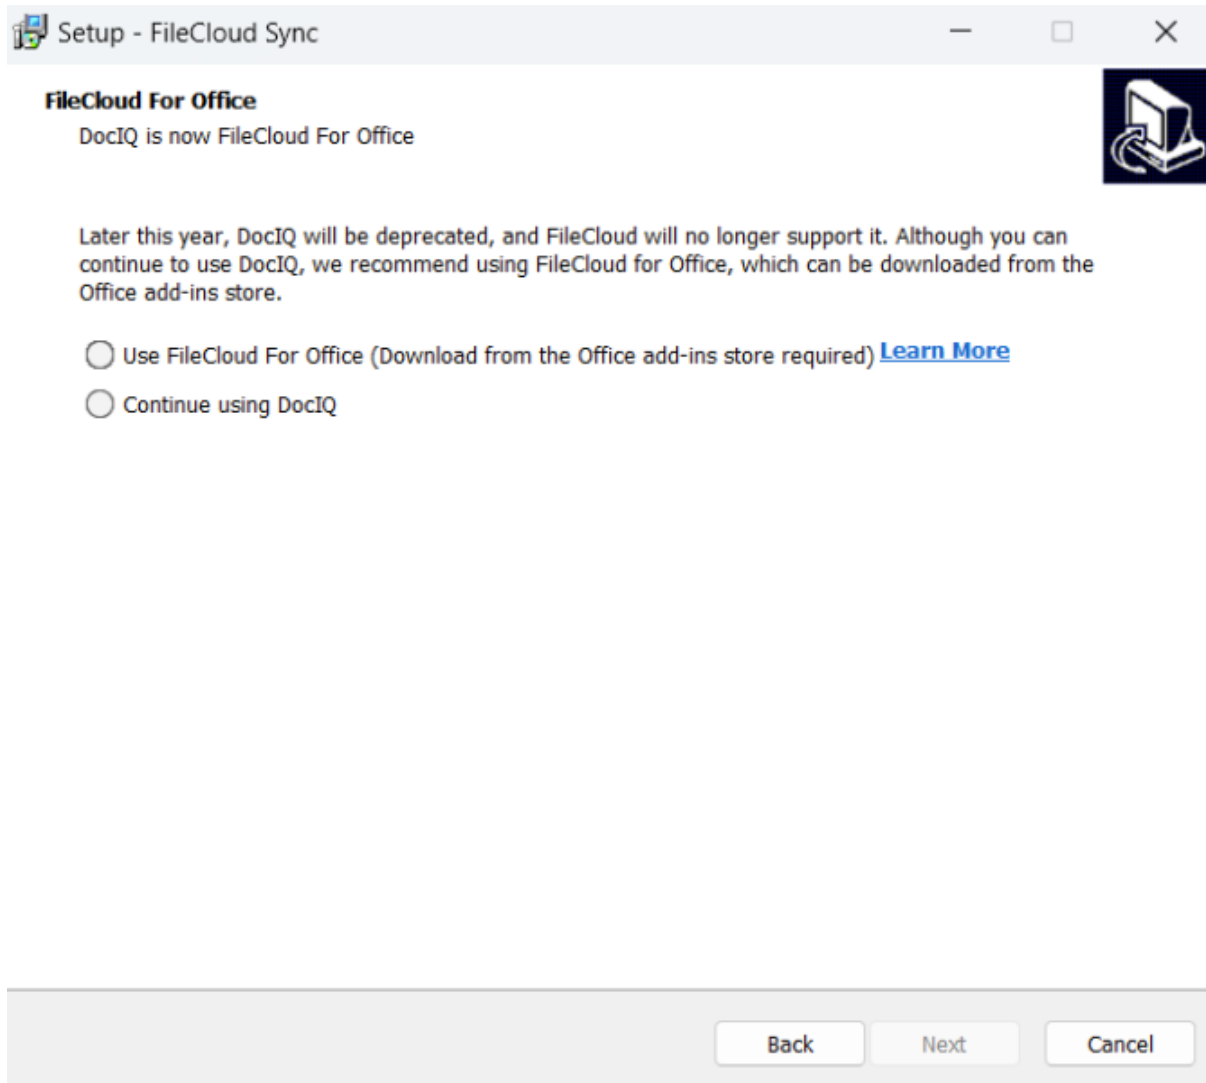 Setup - FileCloud Sync
FileCloud For Office
DocIQ is now FileCloud For Office
Later this year, DocIQ will be deprecated, and FileCloud will no longer support it. Although you can
continue to use DocIQ, we recommend using FileCloud for Office, which can be downloaded from the
Office add-ins store.
Use FileCloud For Office (Download from the Office add-ins store required) Learn More
Continue using DocIQ
Back Next Cancel